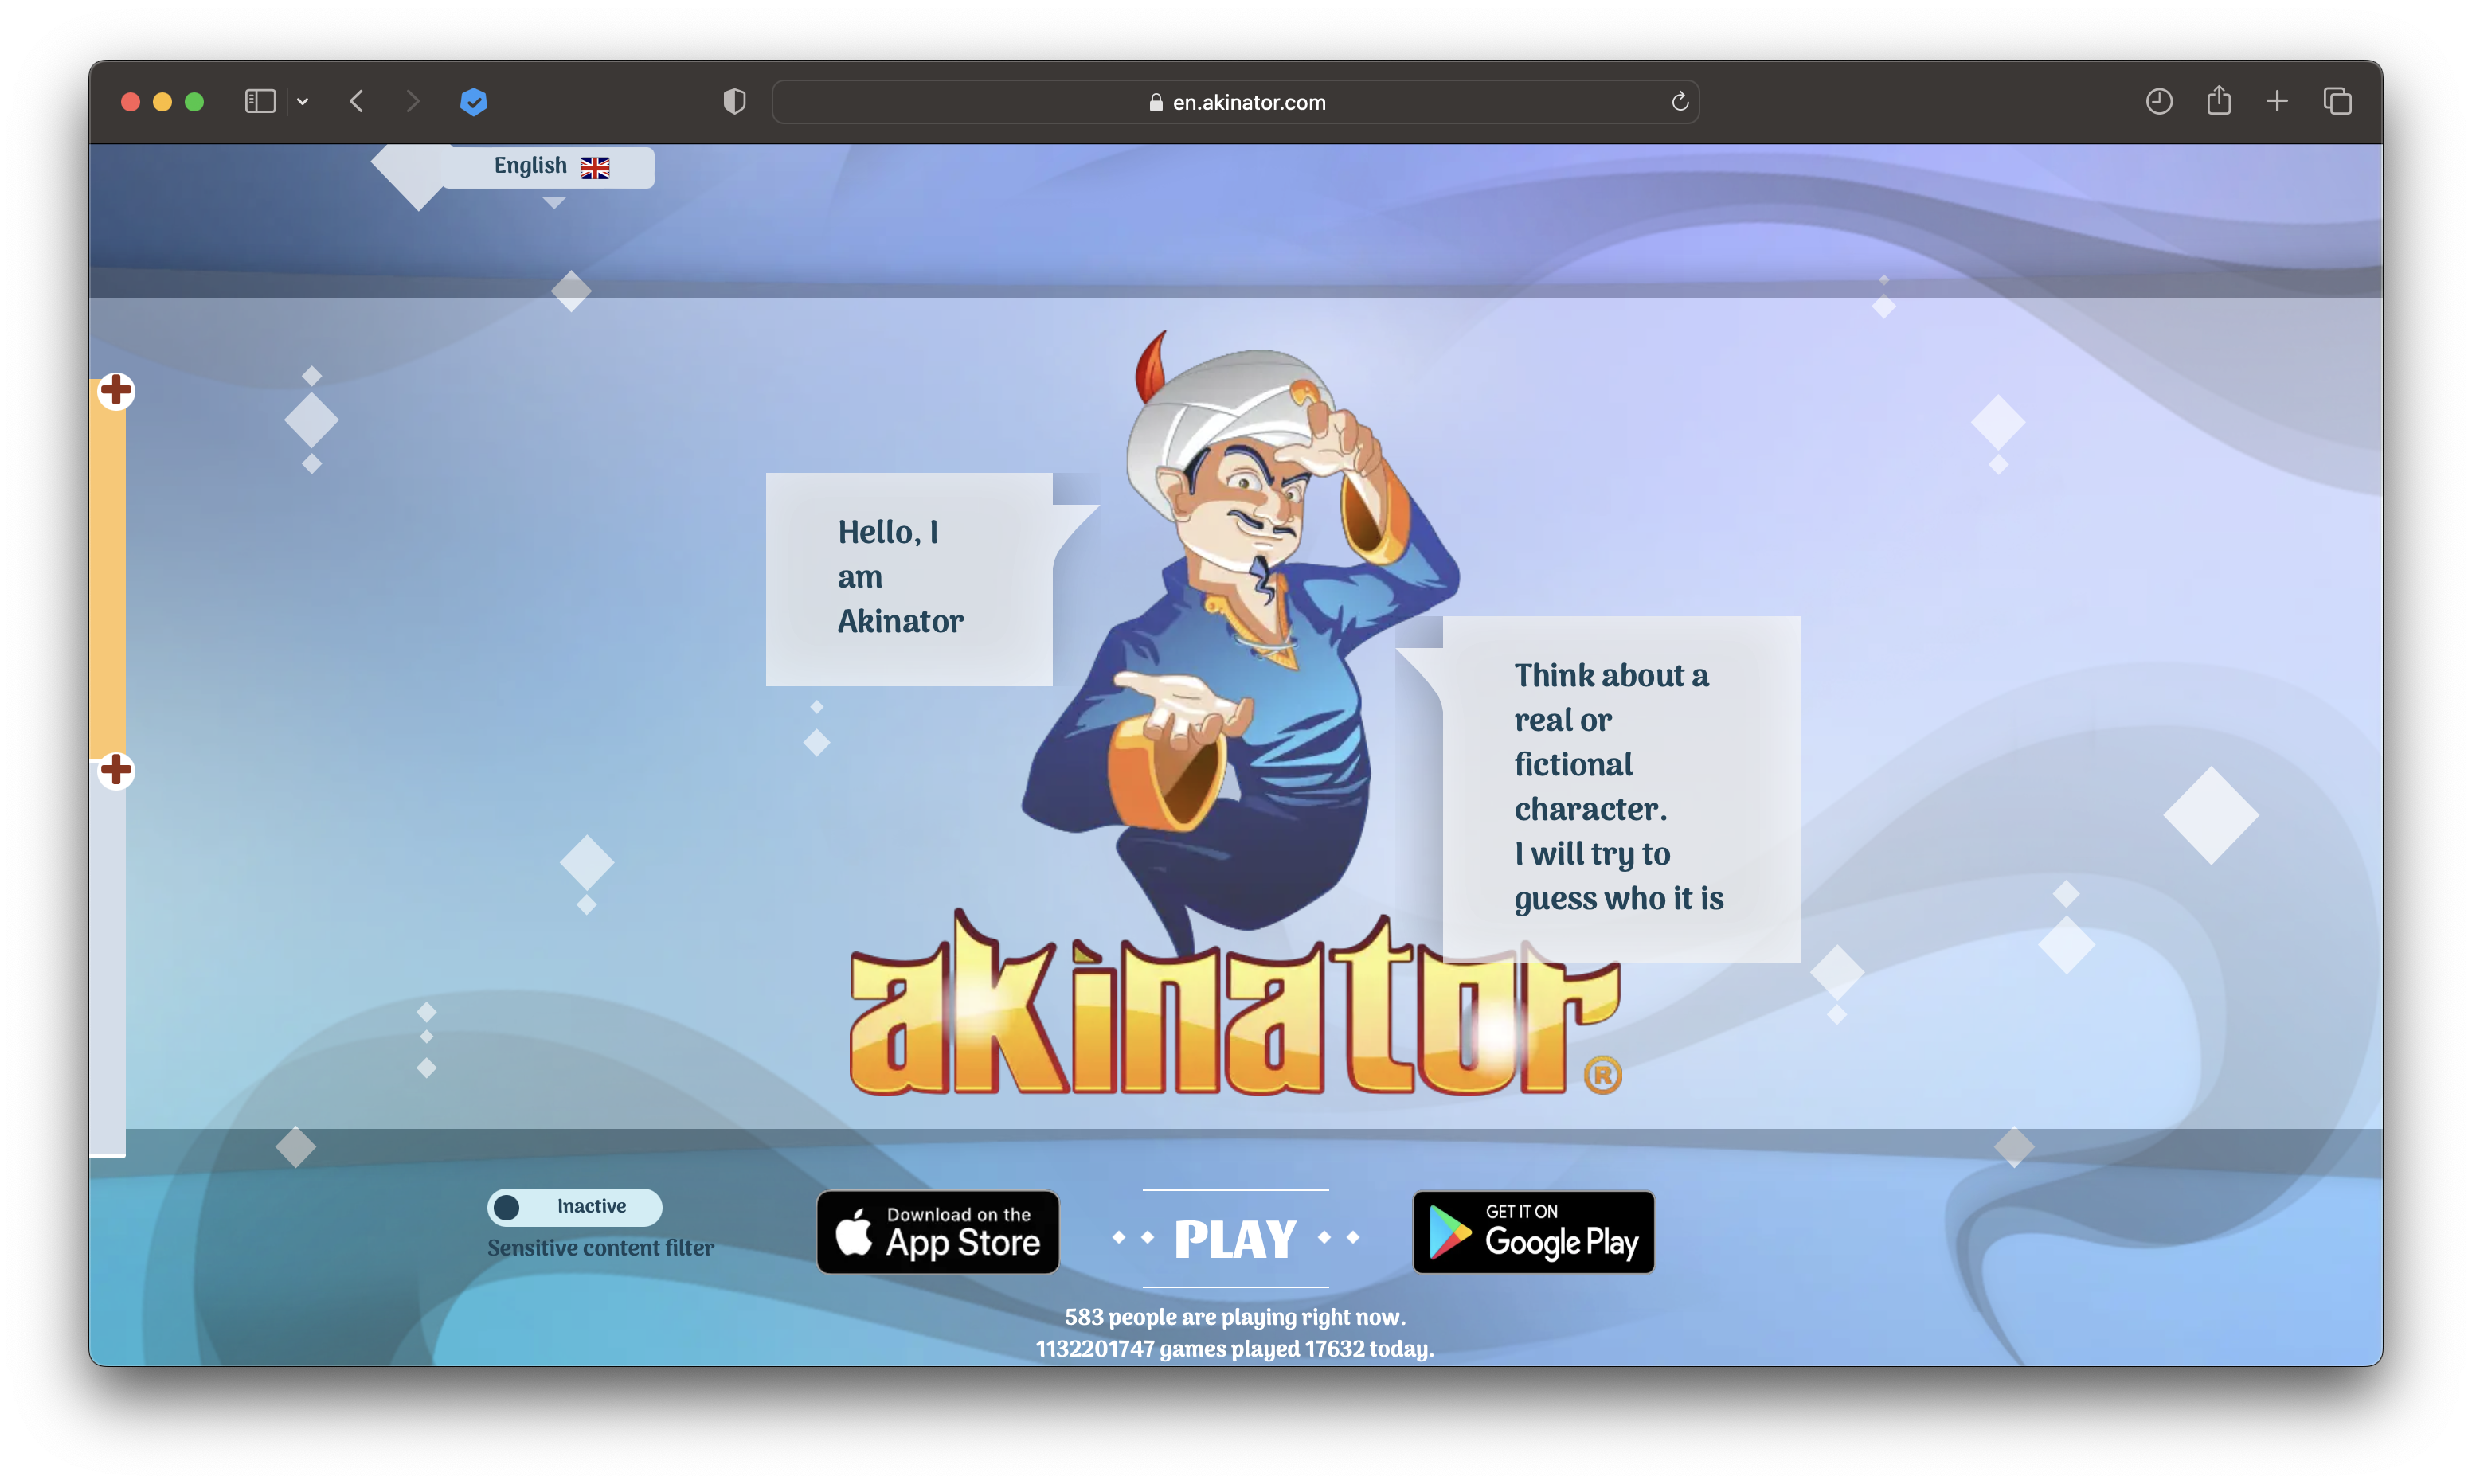 en.akinator.com
English
Hello, I
am
Akinator
Think about a
real or
fictional
character.
I will try to
guess who it is
akinator®
Inactive
Sensitive content filter
Download on the
App Store
PLAY
GET IT ON
Google Play
583 people are playing right now.
1132201747 games played 17632 today.